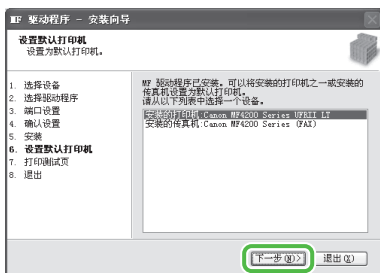 MF 驱动程序 - 安装向导
设置默认打印机
设置为默认打印机。
1. 选择设备
2. 选择驱动程序
3. 端口设置
4. 确认设置
5. 安装
6. 设置默认打印机
7. 打印测试页
8. 退出
MF 驱动程序已安装。可以将安装的打印机之一或安装的
传真机设置为默认打印机。
请从以下列表中选择一个设备。
安装的打印机:Canon MF4200 Series UFRII LT
安装的传真机:Canon MF4200 Series (FAX)
下一步(N)>
退出(X)